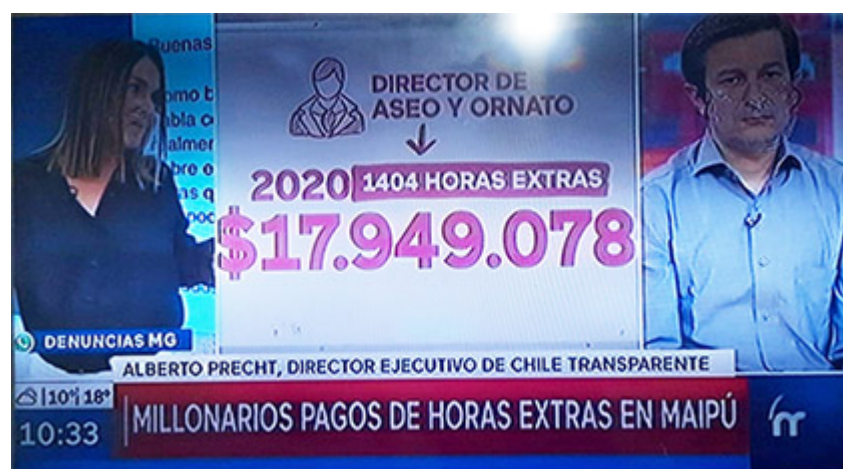 Buenas
DIRECTOR DE
ASEO Y ORNATO
2020 1404 HORAS EXTRAS
$17.949.078
DENUNCIAS MG
ALBERTO PRECHT, DIRECTOR EJECUTIVO DE CHILE TRANSPARENTE
10° 18°
10:33
MILLONARIOS PAGOS DE HORAS EXTRAS EN MAIPÚ